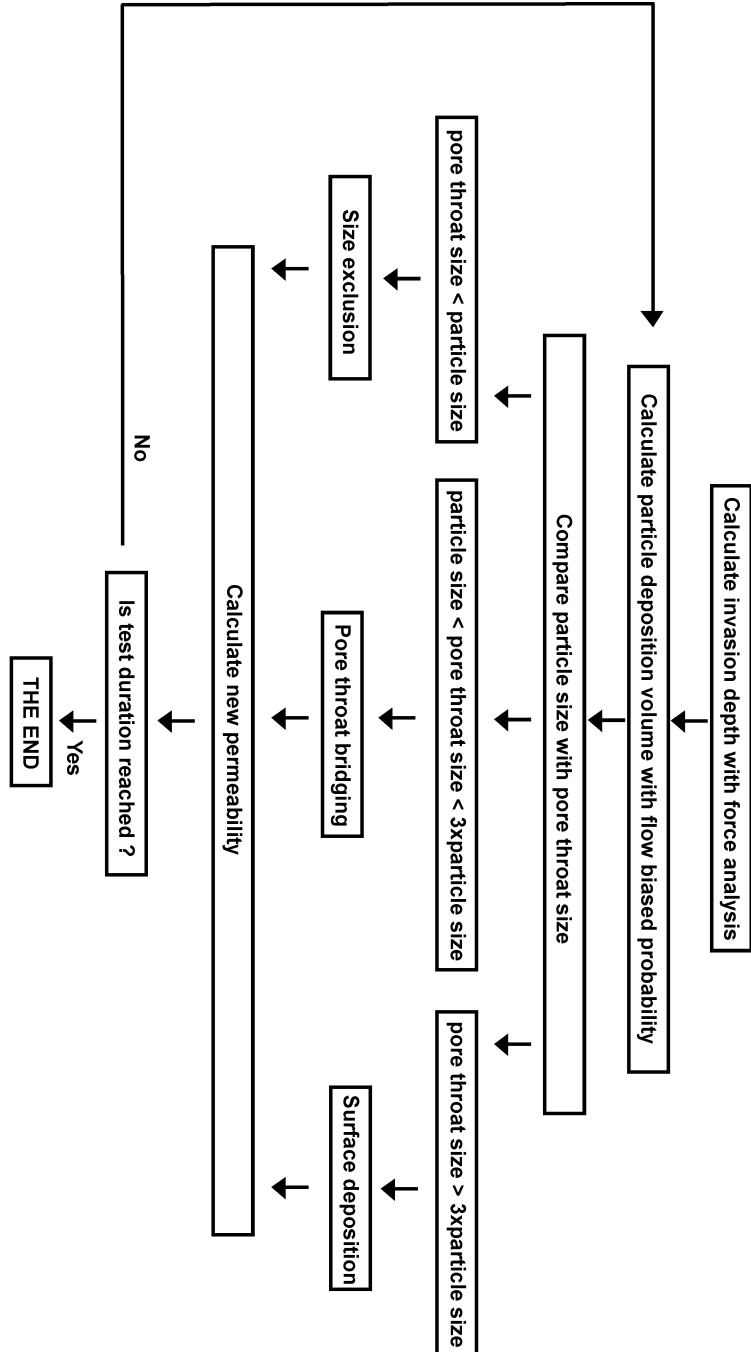 Calculate invasion depth with force analysis
Calculate particle deposition volume with flow biased probability
Compare particle size with pore throat size
pore throat size < particle size
particle size < pore throat size < 3xparticle size
pore throat size > 3xparticle size
Size exclusion
Pore throat bridging
Surface deposition
Calculate new permeability
No
Is test duration reached ?
Yes
THE END